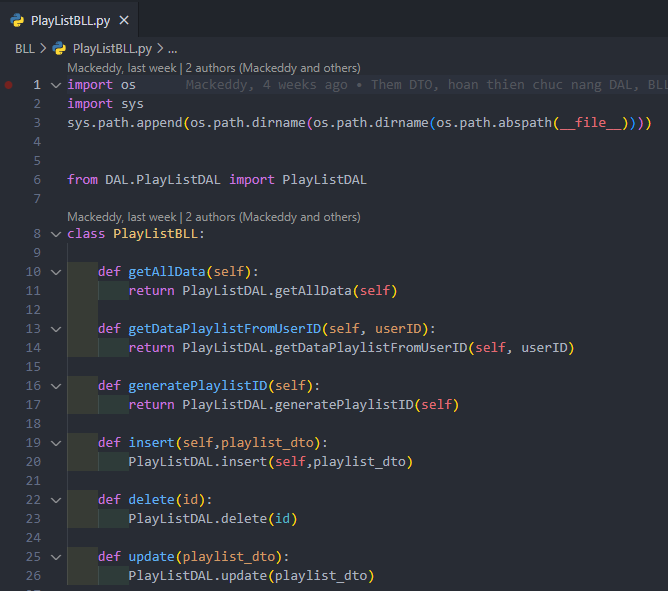 PlayListBLL.py ×
BLL > PlayListBLL.py > ...
Mackeddy, last week | 2 authors (Mackeddy and others)
1 import os Mackeddy, 4 weeks ago • Them DTO, hoan thien chuc nang DAL, BLL
2 import sys
3 sys.path.append(os.path.dirname(os.path.dirname(os.path.abspath(__file__))))
4
5
6 from DAL.PlayListDAL import PlayListDAL
7
Mackeddy, last week | 2 authors (Mackeddy and others)
8 class PlayListBLL:
9
10 def getAllData(self):
11 return PlayListDAL.getAllData(self)
12
13 def getDataPlaylistFromUserID(self, userID):
14 return PlayListDAL.getDataPlaylistFromUserID(self, userID)
15
16 def generatePlaylistID(self):
17 return PlayListDAL.generatePlaylistID(self)
18
19 def insert(self,playlist_dto):
20 PlayListDAL.insert(self,playlist_dto)
21
22 def delete(id):
23 PlayListDAL.delete(id)
24
25 def update(playlist_dto):
26 PlayListDAL.update(playlist_dto)